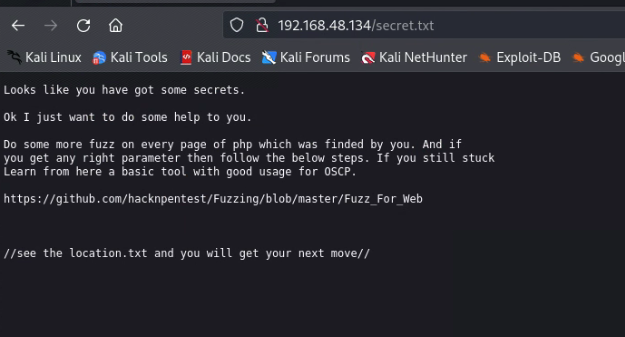 192.168.48.134/secret.txt
Kali Linux Kali Tools Kali Docs Kali Forums Kali NetHunter Exploit-DB Googl
Looks like you have got some secrets.
Ok I just want to do some help to you.
Do some more fuzz on every page of php which was finded by you. And if
you get any right parameter then follow the below steps. If you still stuck
Learn from here a basic tool with good usage for OSCP.
https://github.com/hacknpentest/Fuzzing/blob/master/Fuzz_For_Web
//see the location.txt and you will get your next move//